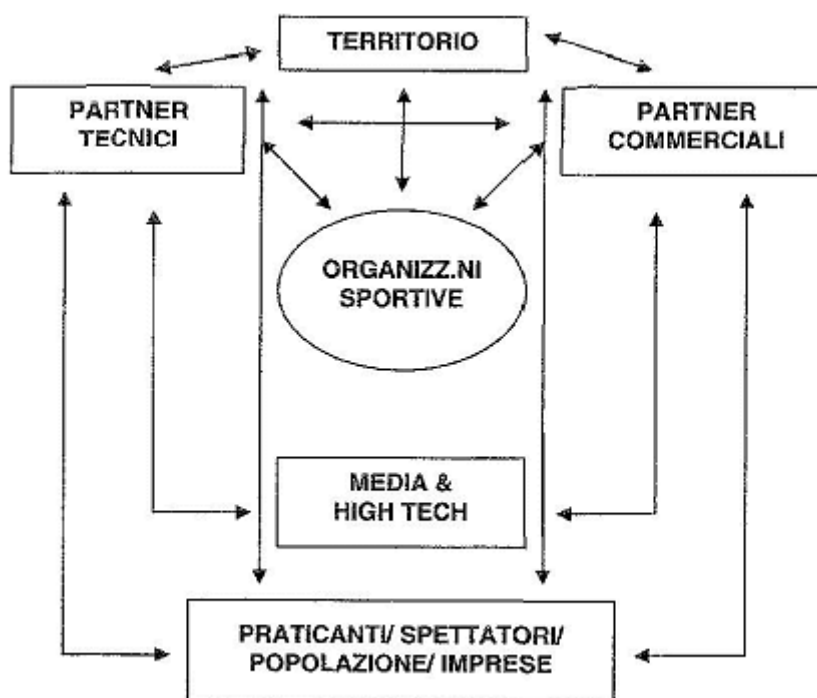 TERRITORIO
PARTNER
TECNICI
PARTNER
COMMERCIALI
ORGANIZZ.NI
SPORTIVE
MEDIA &
HIGH TECH
PRATICANTI/ SPETTATORI/
POPOLAZIONE/ IMPRESE